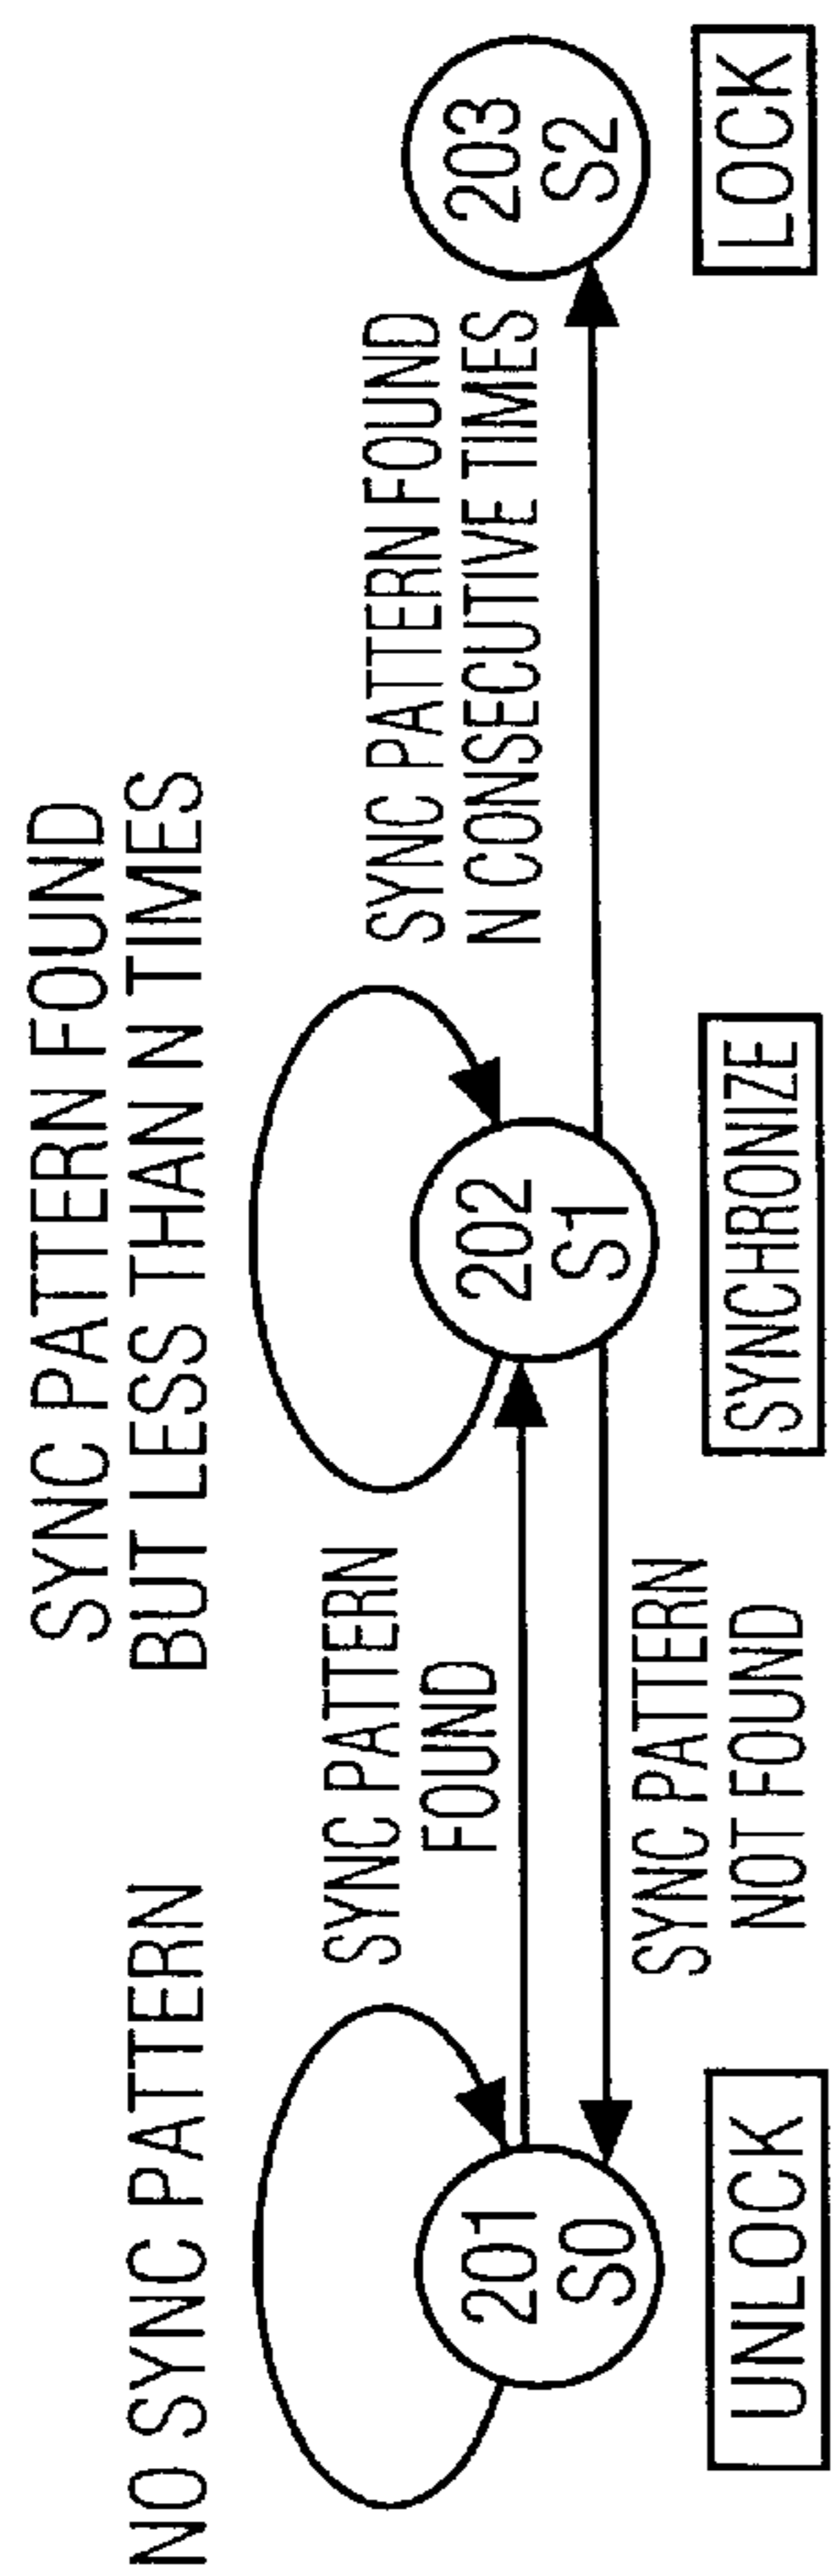 NO SYNC PATTERN
SYNC PATTERN FOUND
BUT LESS THAN N TIMES
SYNC PATTERN
FOUND
SYNC PATTERN FOUND
N CONSECUTIVE TIMES
201
S0
202
S1
203
S2
SYNC PATTERN
NOT FOUND
UNLOCK
SYNCHRONIZE
LOCK